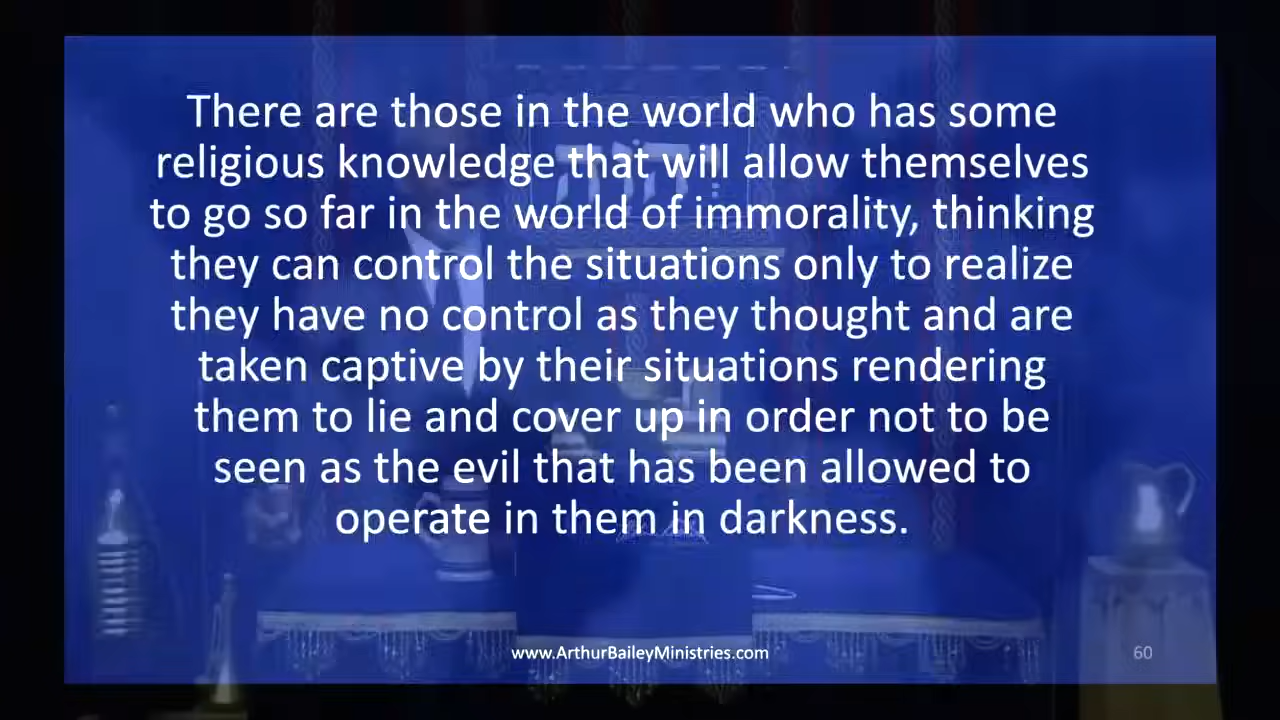 There are those in the world who has some
religious knowledge that will allow themselves
to go so far in the world of immorality, thinking
they can control the situations only to realize
they have no control as they thought and are
taken captive by their situations rendering
them to lie and cover up in order not to be
seen as the evil that has been allowed to
operate in them in darkness.
www.ArthurBaileyMinistries.com
60